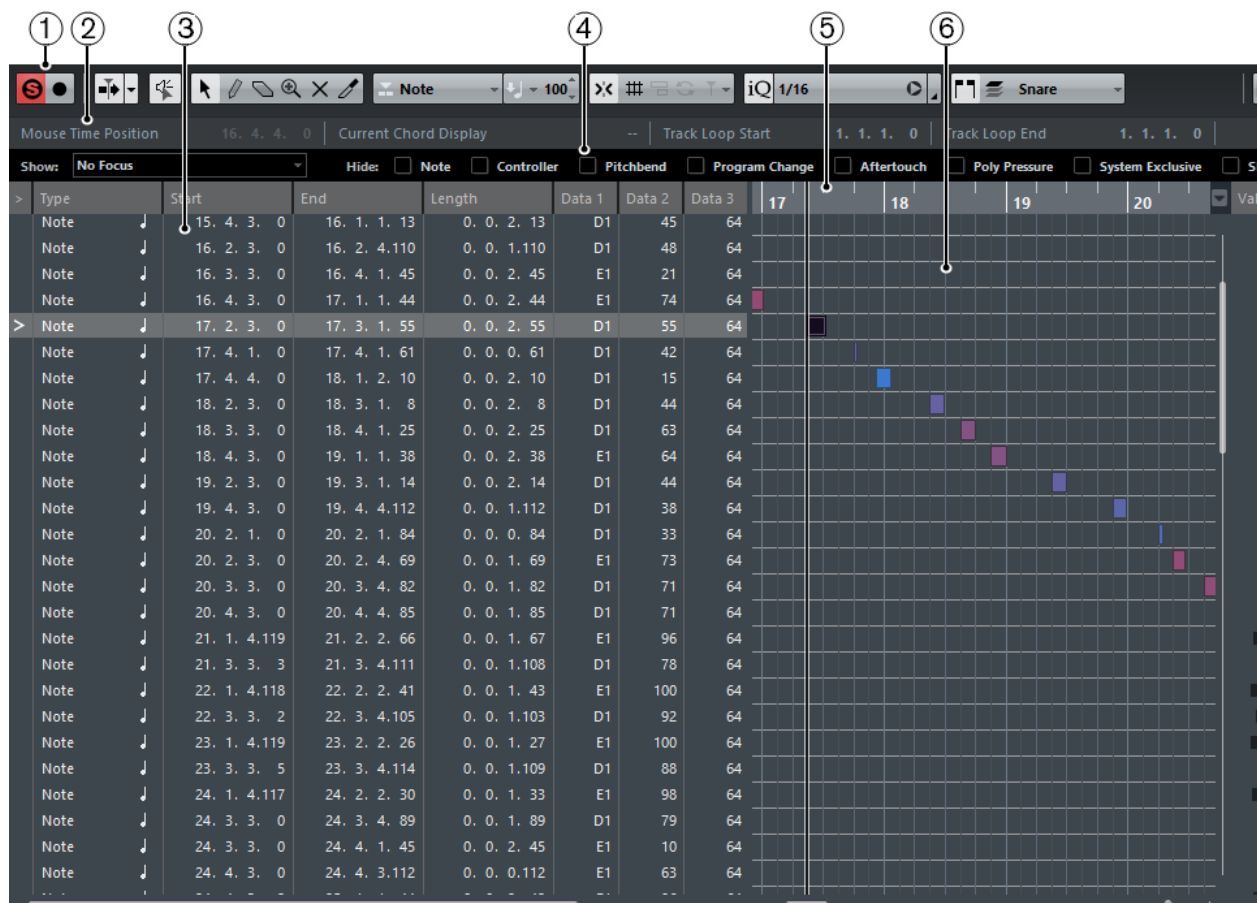 1 2 3 4 5 6
S Note 100 iQ 1/16 Snare
Mouse Time Position 16. 4. 4. 0 Current Chord Display -- Track Loop Start 1. 1. 1. 0 Track Loop End 1. 1. 1. 0
Show: No Focus Hide: Note Controller Pitchbend Program Change Aftertouch Poly Pressure System Exclusive S
> Type Start End Length Data 1 Data 2 Data 3 17 18 19 20 Val
Note 15. 4. 3. 0 16. 1. 1. 13 0. 0. 2. 13 D1 45 64
Note 16. 2. 3. 0 16. 2. 4.110 0. 0. 1.110 D1 48 64
Note 16. 3. 3. 0 16. 4. 1. 45 0. 0. 2. 45 E1 21 64
Note 16. 4. 3. 0 17. 1. 1. 44 0. 0. 2. 44 E1 74 64
> Note 17. 2. 3. 0 17. 3. 1. 55 0. 0. 2. 55 D1 55 64
Note 17. 4. 1. 0 17. 4. 1. 61 0. 0. 0. 61 D1 42 64
Note 17. 4. 4. 0 18. 1. 2. 10 0. 0. 2. 10 D1 15 64
Note 18. 2. 3. 0 18. 3. 1. 8 0. 0. 2. 8 D1 44 64
Note 18. 3. 3. 0 18. 4. 1. 25 0. 0. 2. 25 D1 63 64
Note 18. 4. 3. 0 19. 1. 1. 38 0. 0. 2. 38 E1 64 64
Note 19. 2. 3. 0 19. 3. 1. 14 0. 0. 2. 14 D1 44 64
Note 19. 4. 3. 0 19. 4. 4.112 0. 0. 1.112 D1 38 64
Note 20. 2. 1. 0 20. 2. 1. 84 0. 0. 0. 84 D1 33 64
Note 20. 2. 3. 0 20. 2. 4. 69 0. 0. 1. 69 E1 73 64
Note 20. 3. 3. 0 20. 3. 4. 82 0. 0. 1. 82 D1 71 64
Note 20. 4. 3. 0 20. 4. 4. 85 0. 0. 1. 85 D1 71 64
Note 21. 1. 4.119 21. 2. 2. 66 0. 0. 1. 67 E1 96 64
Note 21. 3. 3. 3 21. 3. 4.111 0. 0. 1.108 D1 78 64
Note 22. 1. 4.118 22. 2. 2. 41 0. 0. 1. 43 E1 100 64
Note 22. 3. 3. 2 22. 3. 4.105 0. 0. 1.103 D1 92 64
Note 23. 1. 4.119 23. 2. 2. 26 0. 0. 1. 27 E1 100 64
Note 23. 3. 3. 5 23. 3. 4.114 0. 0. 1.109 D1 88 64
Note 24. 1. 4.117 24. 2. 2. 30 0. 0. 1. 33 E1 98 64
Note 24. 3. 3. 0 24. 3. 4. 89 0. 0. 1. 89 D1 79 64
Note 24. 3. 3. 0 24. 4. 1. 45 0. 0. 2. 45 E1 10 64
Note 24. 4. 3. 0 24. 4. 3.112 0. 0. 0.112 E1 63 64